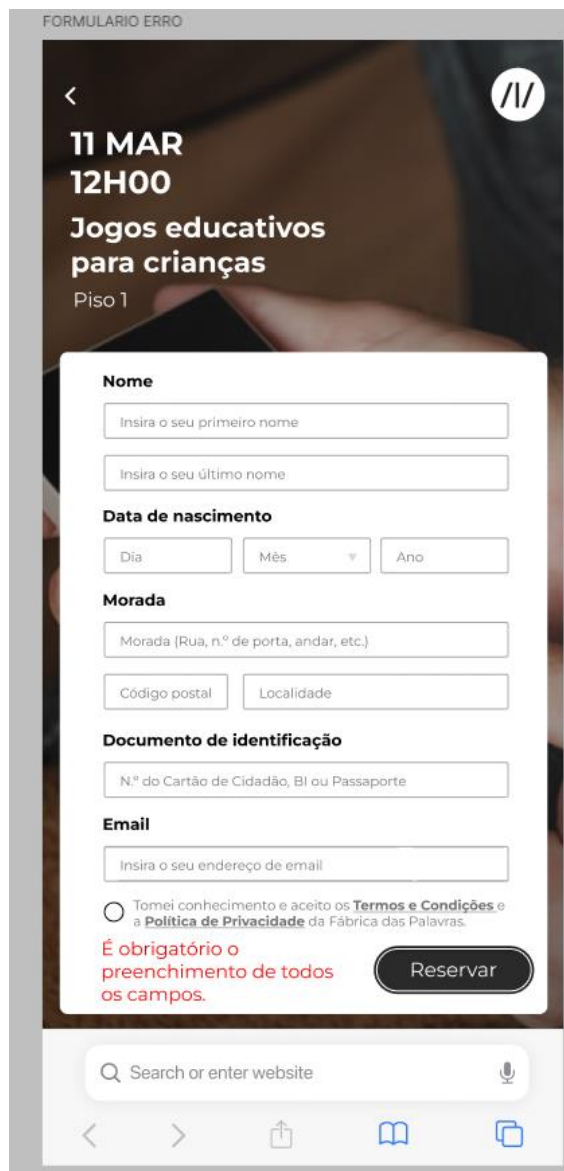 FORMULARIO ERRO
11 MAR
12H00
Jogos educativos
para crianças
Piso 1
Nome
Insira o seu primeiro nome
Insira o seu último nome
Data de nascimento
Dia Mês Ano
Morada
Morada (Rua, n.º de porta, andar, etc.)
Código postal Localidade
Documento de identificação
N.º do Cartão de Cidadão, BI ou Passaporte
Email
Insira o seu endereço de email
Tomei conhecimento e aceito os Termos e Condições e
a Política de Privacidade da Fábrica das Palavras.
É obrigatório o
preenchimento de todos
os campos.
Reservar
Search or enter website